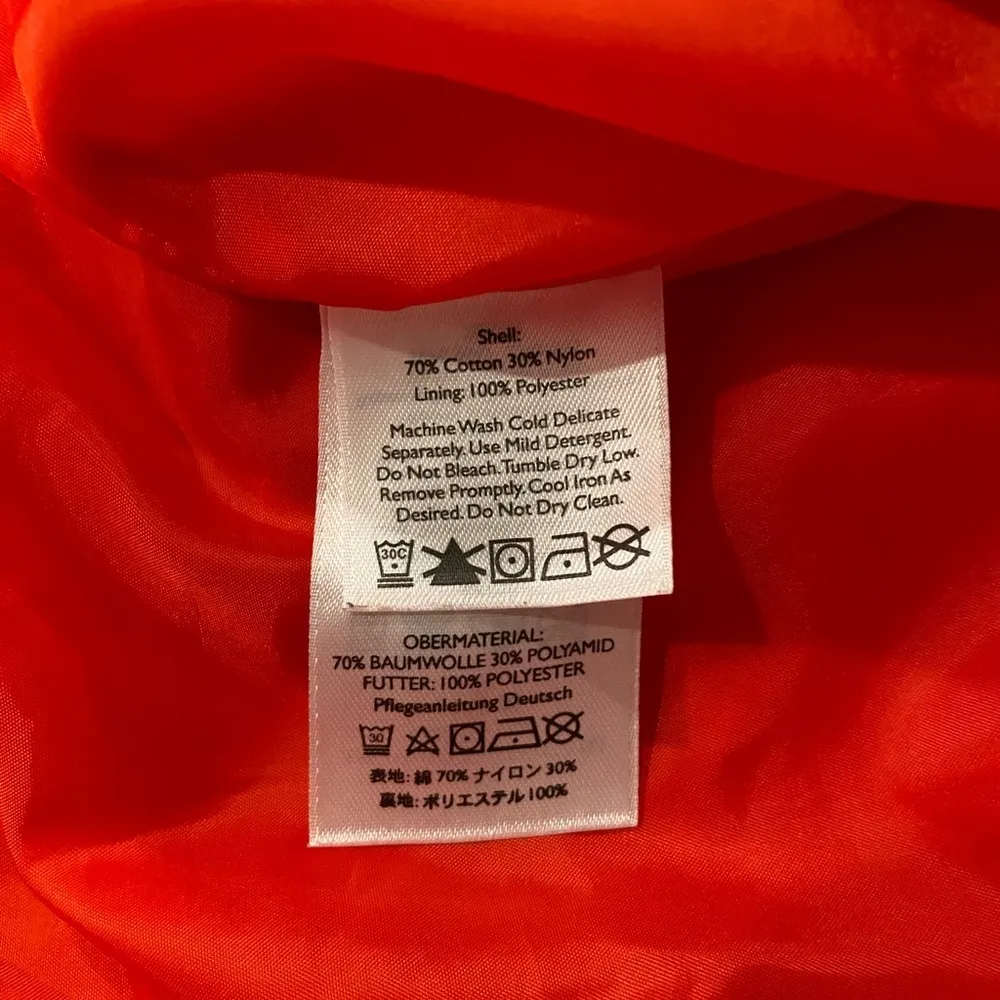 Shell:
70% Cotton 30% Nylon
Lining: 100% Polyester
Machine Wash Cold Delicate
Separately. Use Mild Detergent.
Do Not Bleach. Tumble Dry Low.
Remove Promptly. Cool Iron As
Desired. Do Not Dry Clean.
30C
OBERMATERIAL:
70% BAUMWOLLE 30% POLYAMID
FUTTER: 100% POLYESTER
Pflegeanleitung Deutsch
30
表地: 綿 70% ナイロン 30%
裏地: ポリエステル 100%